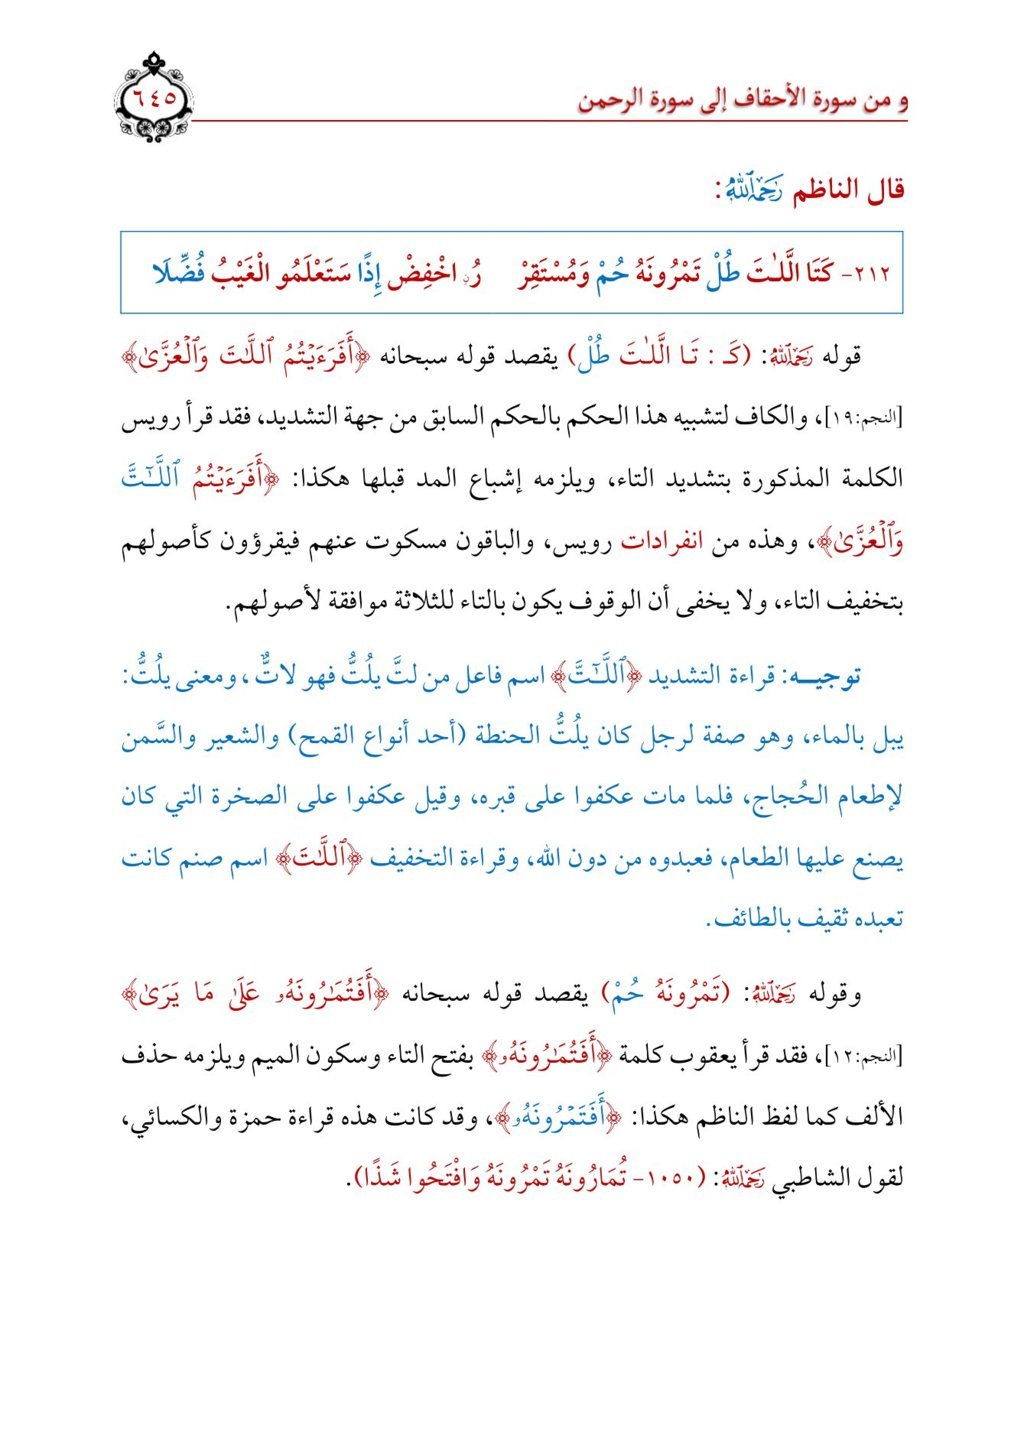 و من سورة الأحقاف إلى سورة الرحمن
٦٤٥
قال الناظم رَحِمَهُ ٱللَّهُ:
٢١٢- كَتَا الَّلـٰتَ طُلْ تَمْرُونَهُ حُمْ وَمُسْتَقِرْ رُ، اخْفِضْ إِذًا سَتَعْلَمُو الْغَيْبُ فُصِّلَا
قوله رَحِمَهُ ٱللَّهُ: (كَـ : تَـا الَّلـٰتَ طُلْ) يقصد قوله سبحانه ﴿أَفَرَءَيْتُمُ ٱللَّـٰتَ وَٱلْعُزَّىٰ﴾
[النجم:١٩]، والكاف لتشبيه هذا الحكم بالحكم السابق من جهة التشديد، فقد قرأ رويس
الكلمة المذكورة بتشديد التاء، ويلزمه إشباع المد قبلها هكذا: ﴿أَفَرَءَيْتُمُ ٱللَّـٰٓتَّ
وَٱلْعُزَّىٰ﴾، وهذه من انفرادات رويس، والباقون مسكوت عنهم فيقرؤون كأصولهم
بتخفيف التاء، ولا يخفى أن الوقوف يكون بالتاء للثلاثة موافقة لأصولهم.
توجيـــه: قراءة التشديد ﴿ٱللَّـٰٓتَّ﴾ اسم فاعل من لتَّ يلُتُّ فهو لاتٌّ، ومعنى يلُتُّ:
يبل بالماء، وهو صفة لرجل كان يلُتُّ الحنطة (أحد أنواع القمح) والشعير والسَّمن
لإطعام الحُجاج، فلما مات عكفوا على قبره، وقيل عكفوا على الصخرة التي كان
يصنع عليها الطعام، فعبدوه من دون الله، وقراءة التخفيف ﴿ٱللَّـٰتَ﴾ اسم صنم كانت
تعبده ثقيف بالطائف.
وقوله رَحِمَهُ ٱللَّهُ: (تَمْرُونَهُ حُمْ) يقصد قوله سبحانه ﴿أَفَتُمَـٰرُونَهُۥ عَلَىٰ مَا يَرَىٰ﴾
[النجم:١٢]، فقد قرأ يعقوب كلمة ﴿أَفَتُمَـٰرُونَهُۥ﴾ بفتح التاء وسكون الميم ويلزمه حذف
الألف كما لفظ الناظم هكذا: ﴿أَفَتَمْرُونَهُۥ﴾، وقد كانت هذه قراءة حمزة والكسائي،
لقول الشاطبي رَحِمَهُ ٱللَّهُ: (١٠٥٠- تُمَارُونَهُ تَمْرُونَهُ وَافْتَحُوا شَذًا).